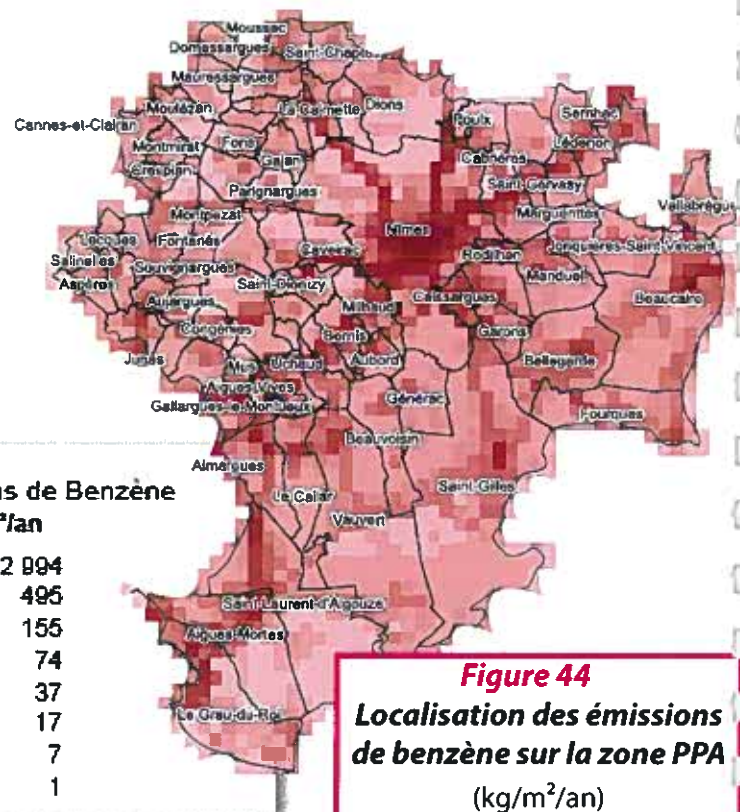 Moussac
Domessargues
Saint-Chaptes
Mauressargues
Moulézan
La Calmette
Dions
Cannes-et-Clairan
Poulx
Sernhac
Montmirat
Fons
Lédenon
Gajan
Cabrières
Crespian
Saint-Gervasy
Parignargues
Vallabrègue
Montpezat
Marguerittes
Nîmes
Lecques
Fontanès
Caveirac
Rodilhan
Jonquières-Saint-Vincent
Salinelles
Souvignargues
Manduel
Aspères
Saint-Dionizy
Caissargues
Beaucaire
Aujargues
Milhaud
Congénies
Bernis
Garons
Junas
Mus
Uchaud
Aubord
Bellegarde
Aigues-Vives
Générac
Gallargues-le-Montueux
Fourques
Beauvoisin
Aimargues
Le Cailar
Saint-Gilles
Vauvert
Saint-Laurent-d'Aigouze
Aigues-Mortes
Le Grau-du-Roi
ns de Benzène
²/an
2 994
495
155
74
37
17
7
1
Figure 44
Localisation des émissions
de benzène sur la zone PPA
(kg/m²/an)